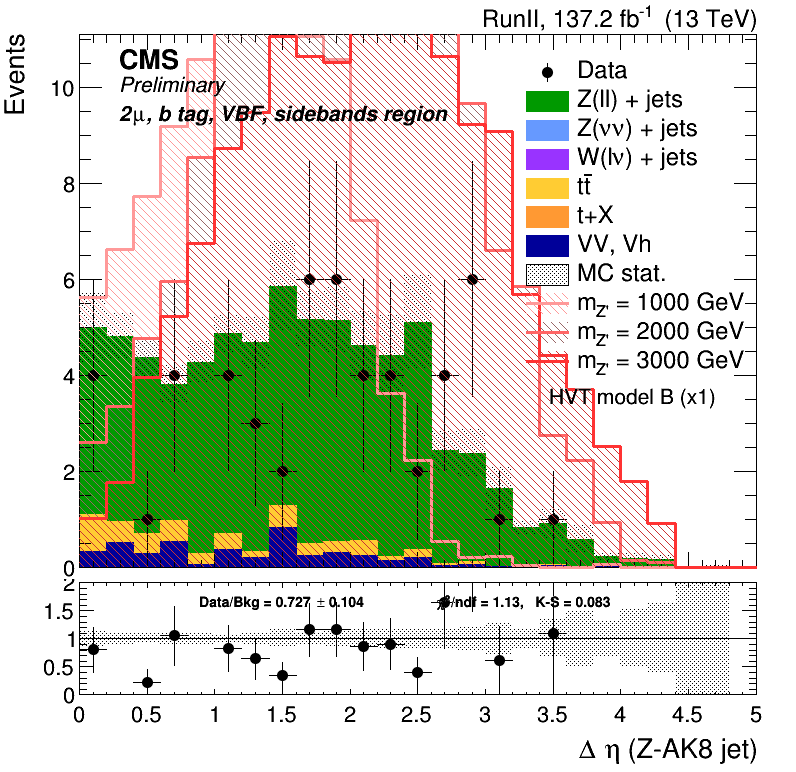 RunII, 137.2 fb⁻¹ (13 TeV)
Events
CMS
Preliminary
2μ, b tag, VBF, sidebands region
Data
Z(ll) + jets
Z(νν) + jets
W(lν) + jets
tt̄
t+X
VV, Vh
MC stat.
m_Z' = 1000 GeV
m_Z' = 2000 GeV
m_Z' = 3000 GeV
HVT model B (x1)
10
8
6
4
2
0
Data/Bkg = 0.727 ± 0.104
/ndf = 1.13, K-S = 0.083
2
1.5
1
0.5
0
0 0.5 1 1.5 2 2.5 3 3.5 4 4.5 5
Δ η (Z-AK8 jet)